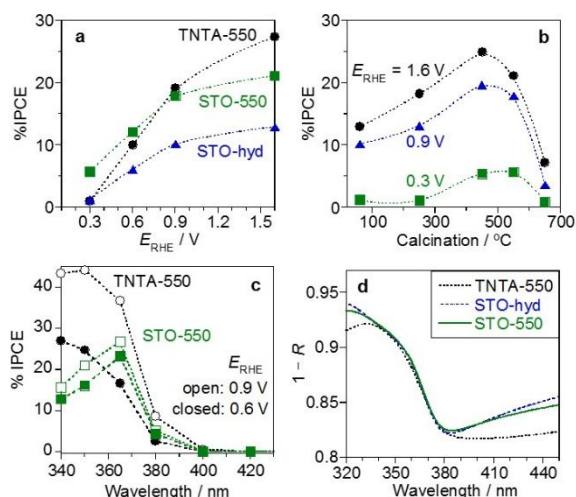 a
TNTA-550
STO-550
STO-hyd
%IPCE
30
20
10
0
0.3
0.6
0.9
1.2
1.5
E_RHE / V
b
E_RHE = 1.6 V
0.9 V
0.3 V
%IPCE
30
20
10
0
100
300
500
700
Calcination / °C
c
TNTA-550
STO-550
E_RHE
open: 0.9 V
closed: 0.6 V
% IPCE
40
30
20
10
0
340
360
380
400
420
Wavelength / nm
d
TNTA-550
STO-hyd
STO-550
1 – R
0.95
0.9
0.85
0.8
320
350
380
410
440
Wavelength / nm